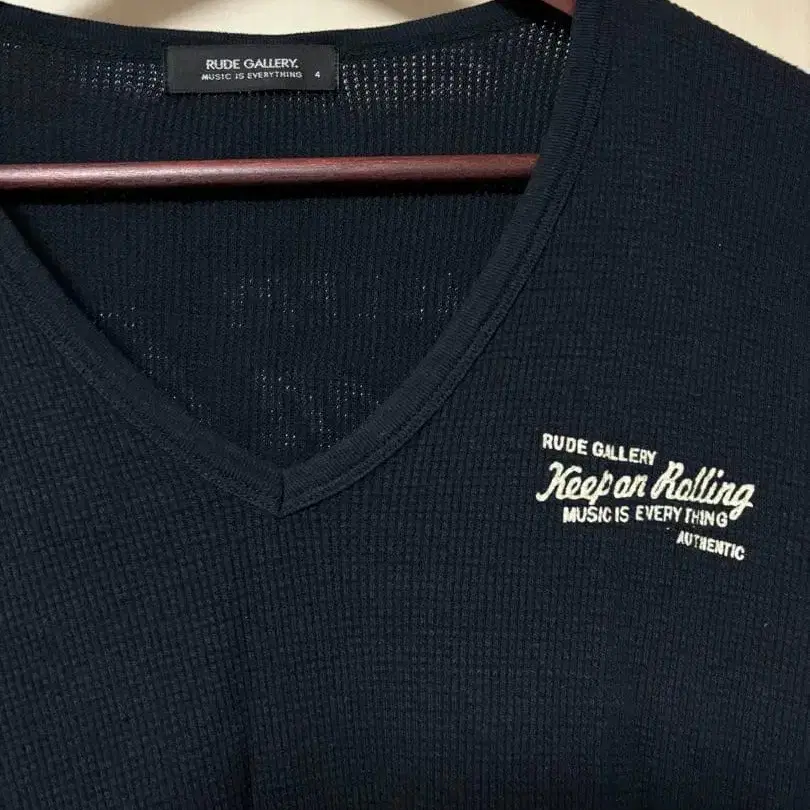 RUDE GALLERY.
MUSIC IS EVERYTHING 4
RUDE GALLERY
Keep on Rolling
MUSIC IS EVERYTHING
AUTHENTIC